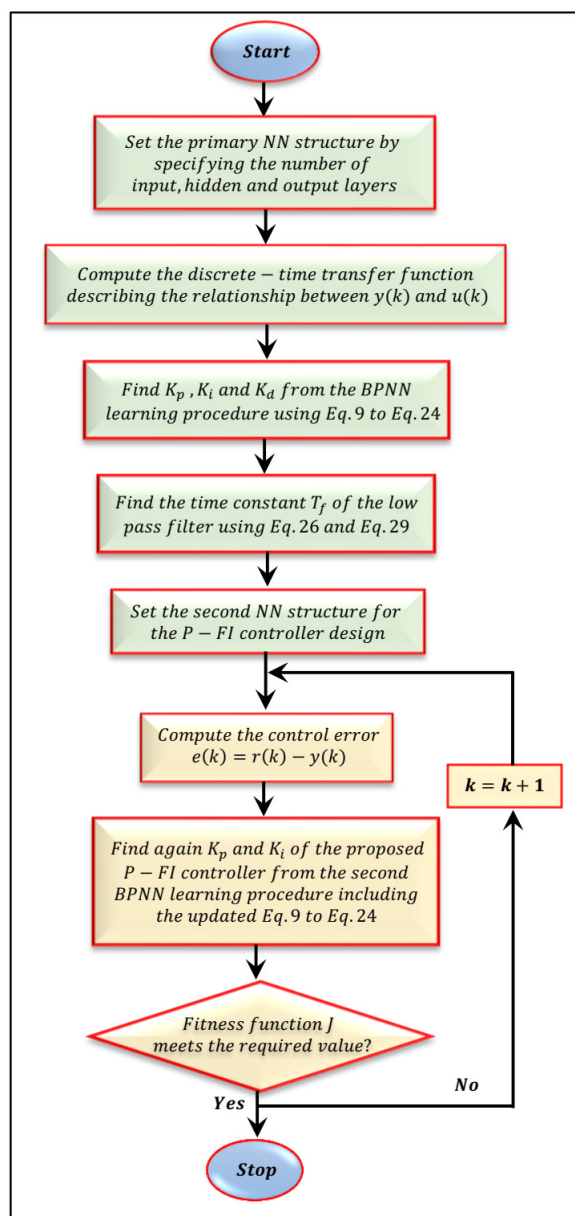 Start
Set the primary NN structure by
specifying the number of
input, hidden and output layers
Compute the discrete − time transfer function
describing the relationship between y(k) and u(k)
Find K_p , K_i and K_d from the BPNN
learning procedure using Eq. 9 to Eq. 24
Find the time constant T_f of the low
pass filter using Eq. 26 and Eq. 29
Set the second NN structure for
the P − FI controller design
Compute the control error
e(k) = r(k) − y(k)
k = k + 1
Find again K_p and K_i of the proposed
P − FI controller from the second
BPNN learning procedure including
the updated Eq. 9 to Eq. 24
Fitness function J
meets the required value?
No
Yes
Stop